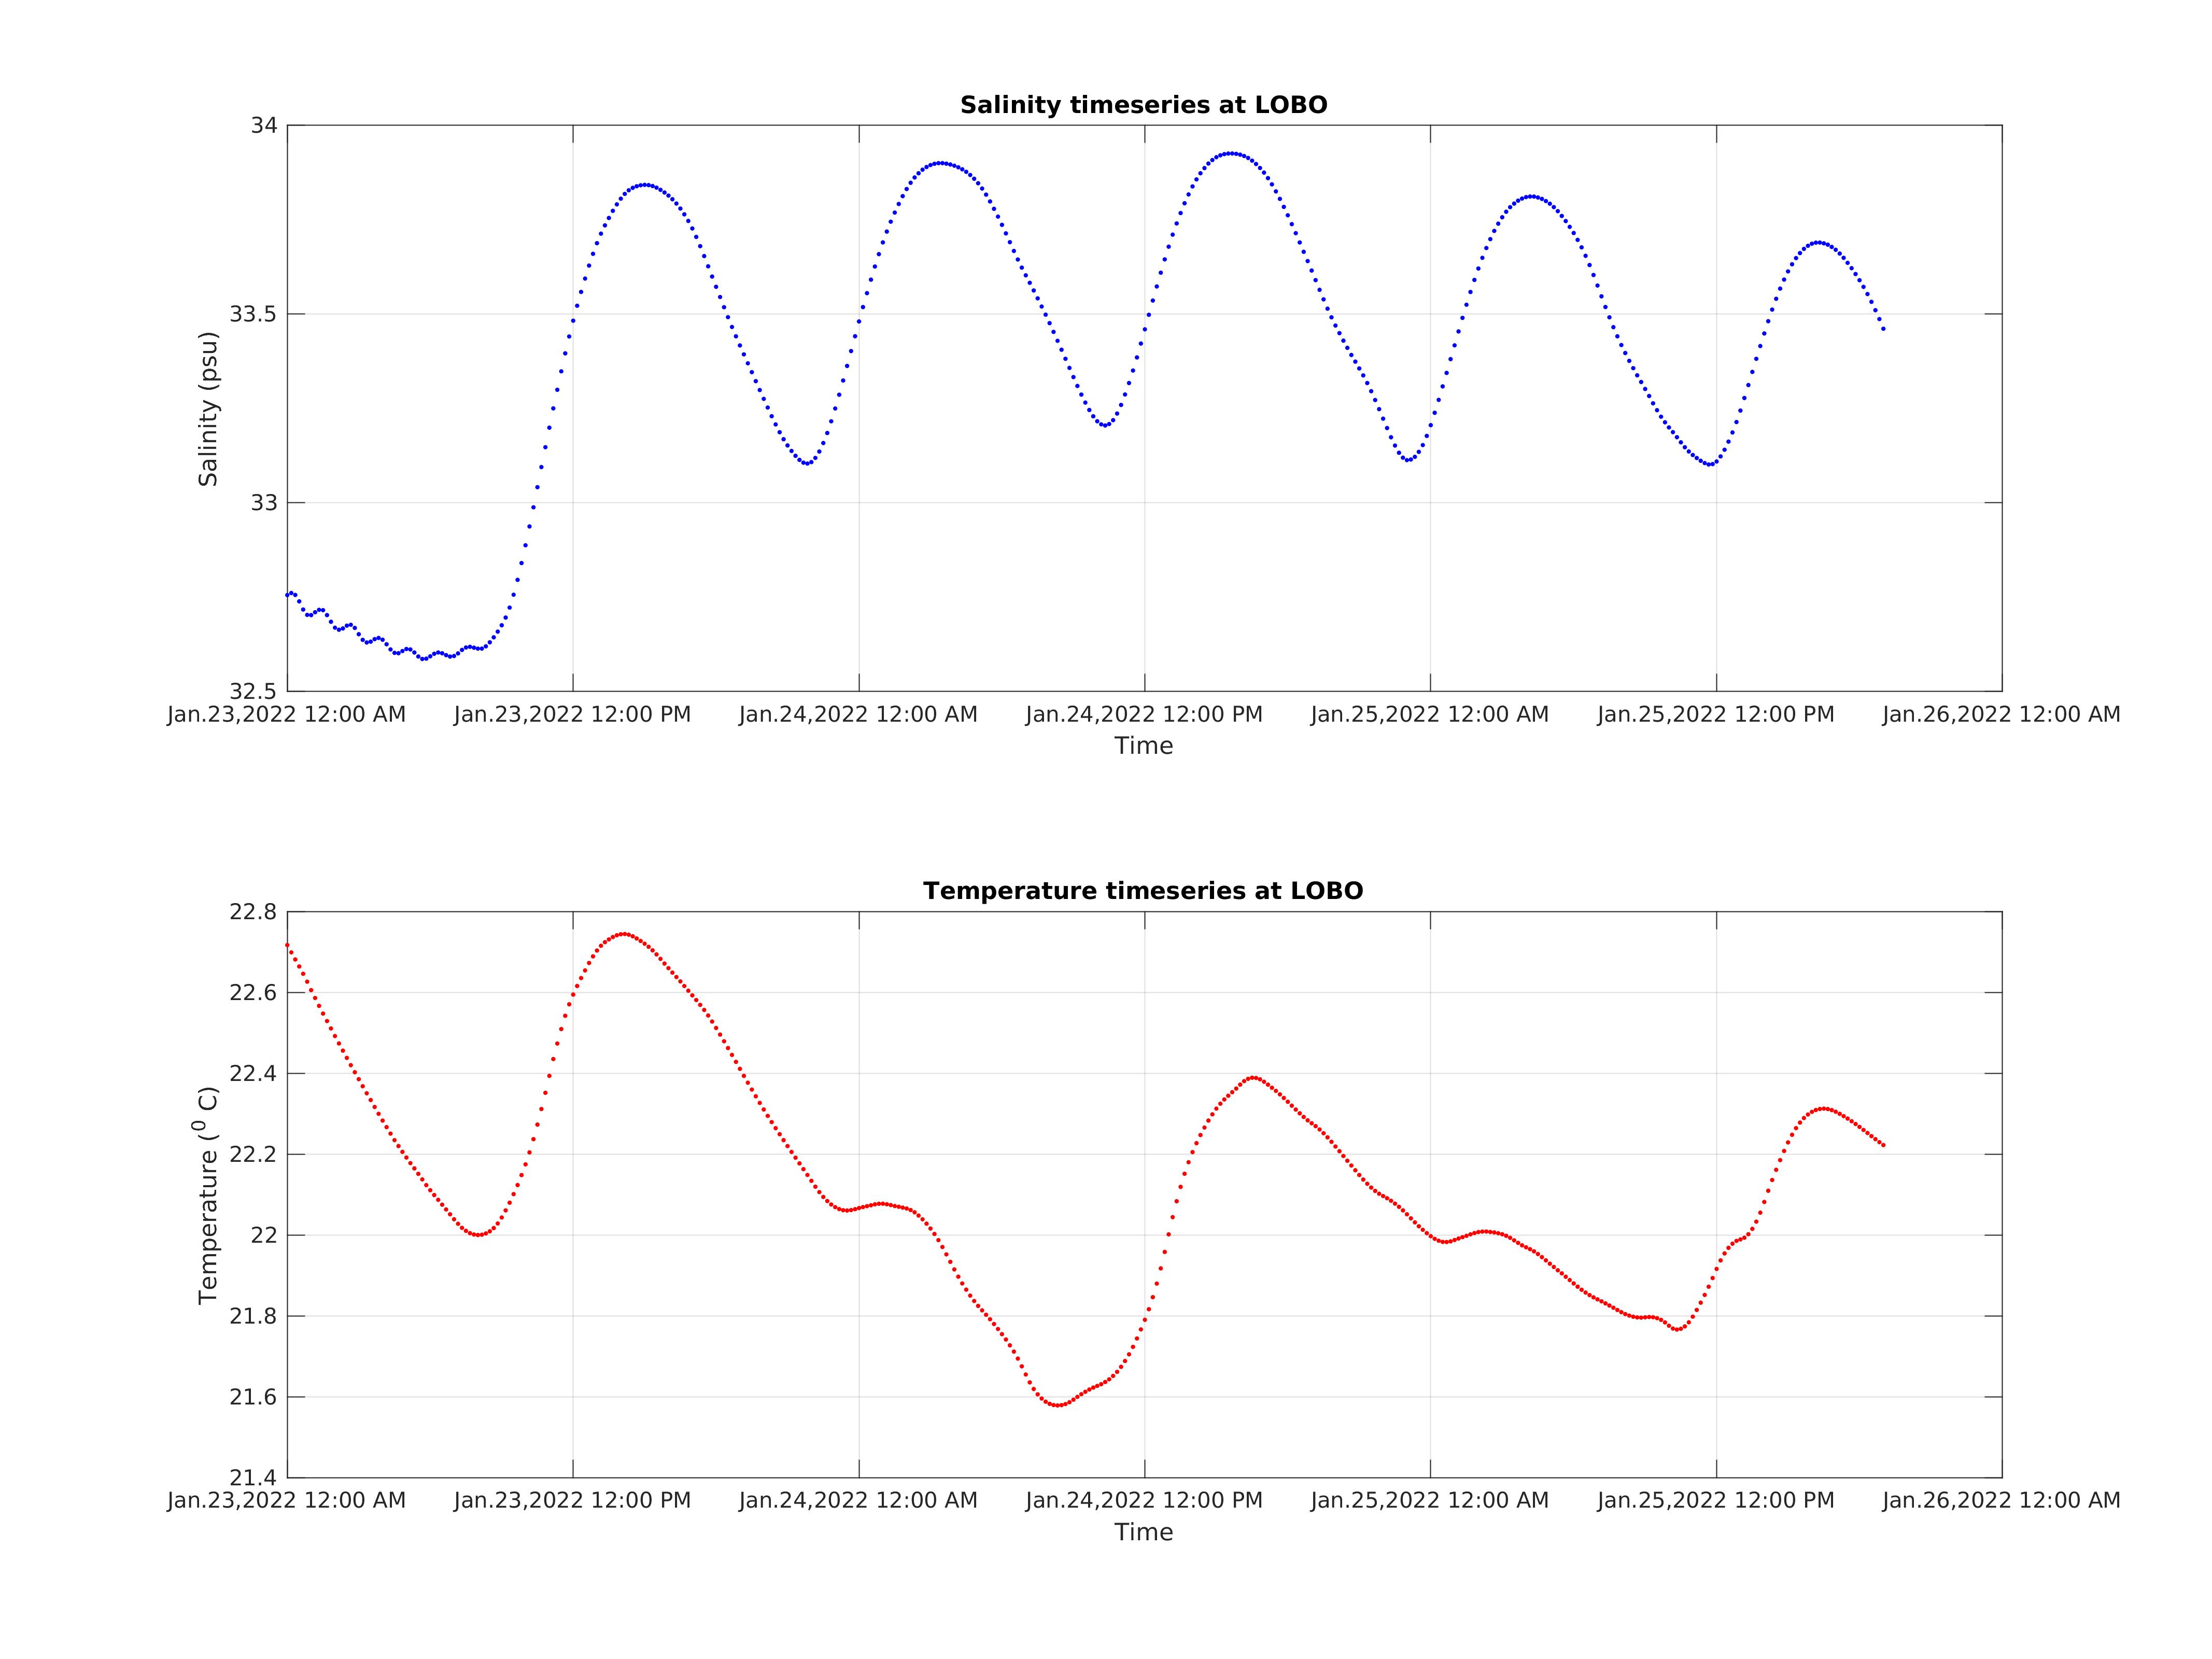 Salinity timeseries at LOBO
34
33.5
33
32.5
Salinity (psu)
Jan.23,2022 12:00 AM Jan.23,2022 12:00 PM Jan.24,2022 12:00 AM Jan.24,2022 12:00 PM Jan.25,2022 12:00 AM Jan.25,2022 12:00 PM Jan.26,2022 12:00 AM
Time
Temperature timeseries at LOBO
22.8
22.6
22.4
22.2
22
21.8
21.6
21.4
Temperature (⁰ C)
Jan.23,2022 12:00 AM Jan.23,2022 12:00 PM Jan.24,2022 12:00 AM Jan.24,2022 12:00 PM Jan.25,2022 12:00 AM Jan.25,2022 12:00 PM Jan.26,2022 12:00 AM
Time